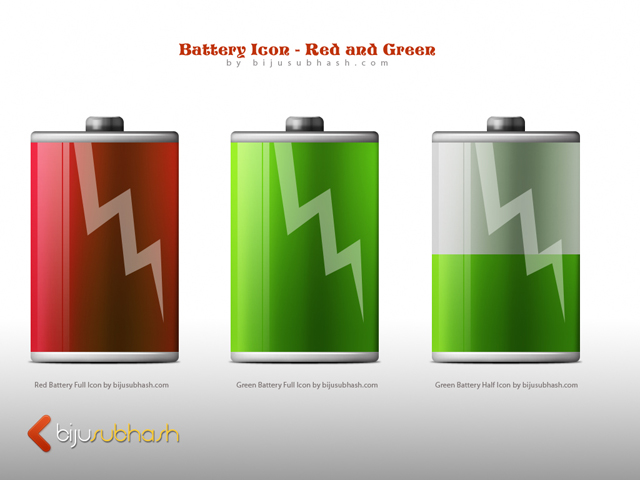 Battery Icon - Red and Green
by bijusubhash.com
Red Battery Full Icon by bijusubhash.com
Green Battery Full Icon by bijusubhash.com
Green Battery Half Icon by bijusubhash.com
bijusubhash